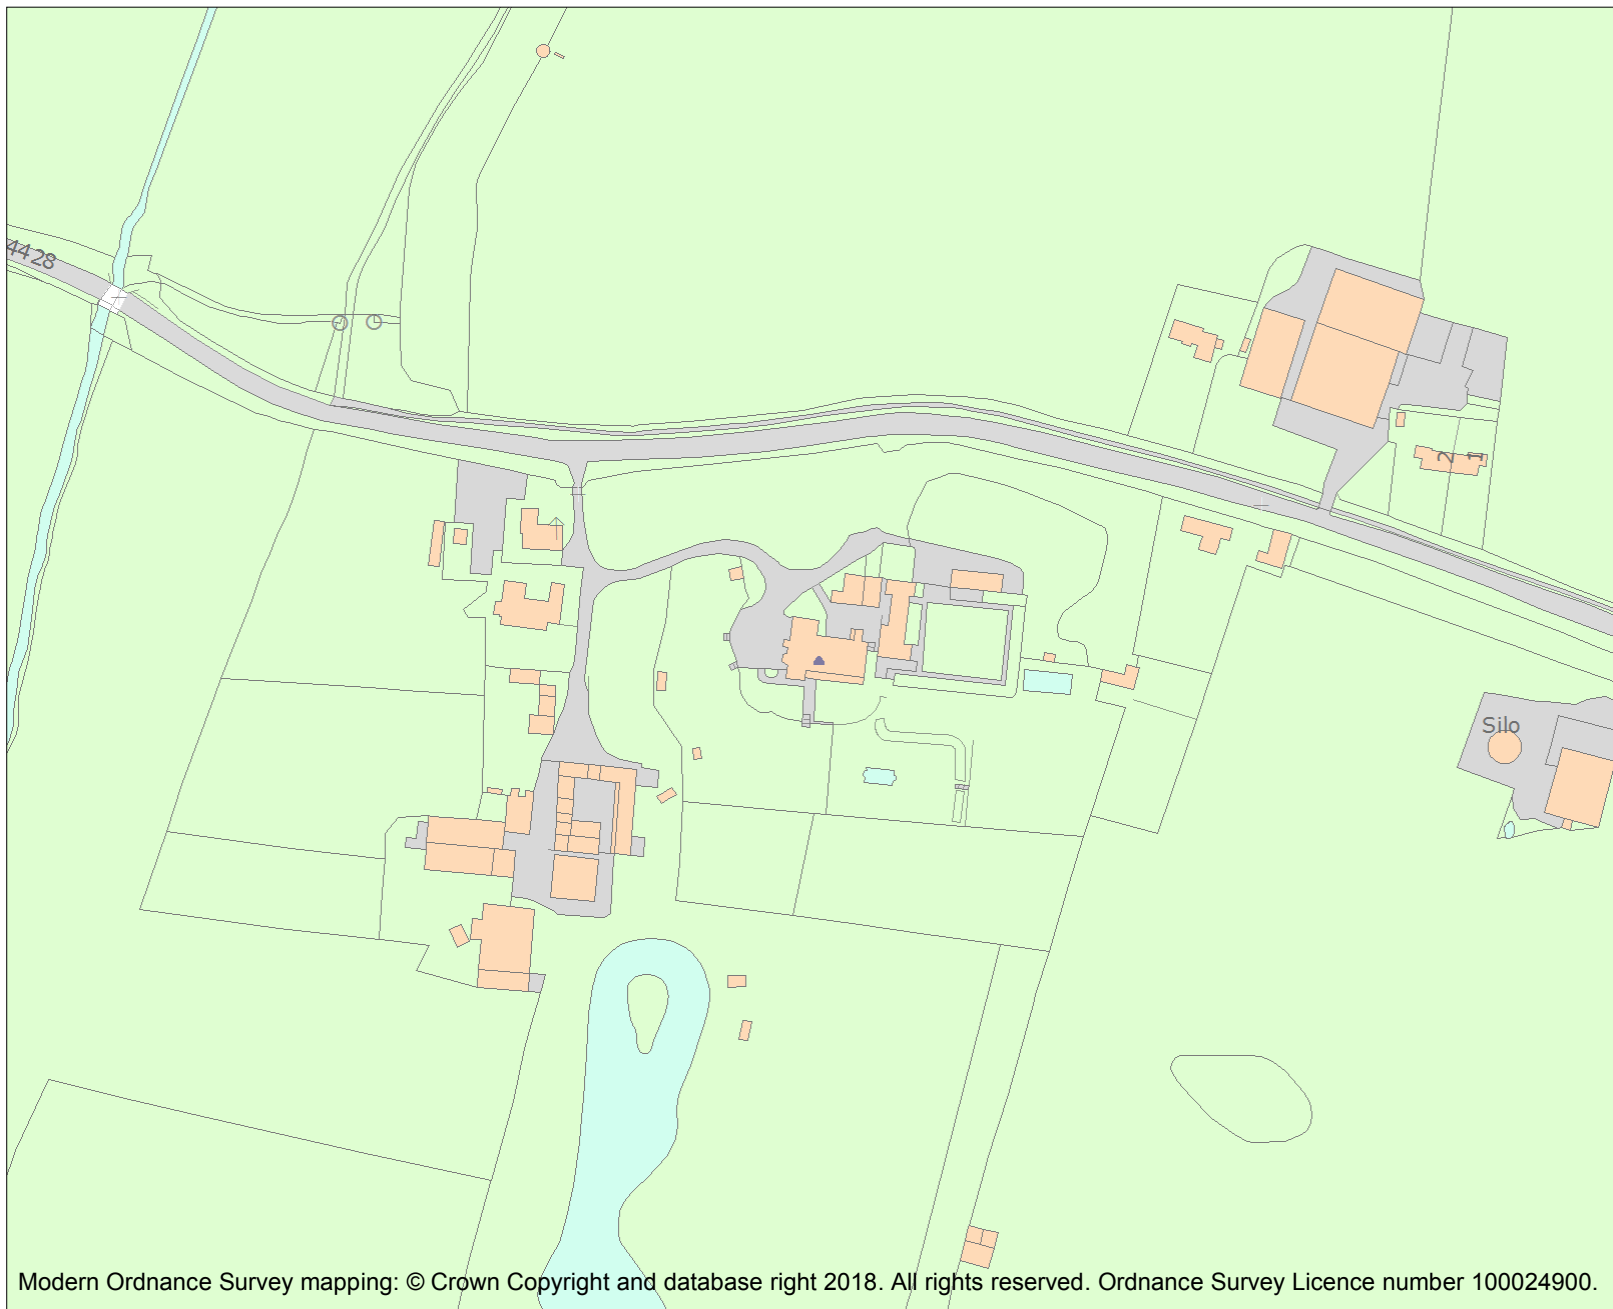 4428
2
1
Silo
Modern Ordnance Survey mapping: © Crown Copyright and database right 2018. All rights reserved. Ordnance Survey Licence number 100024900.